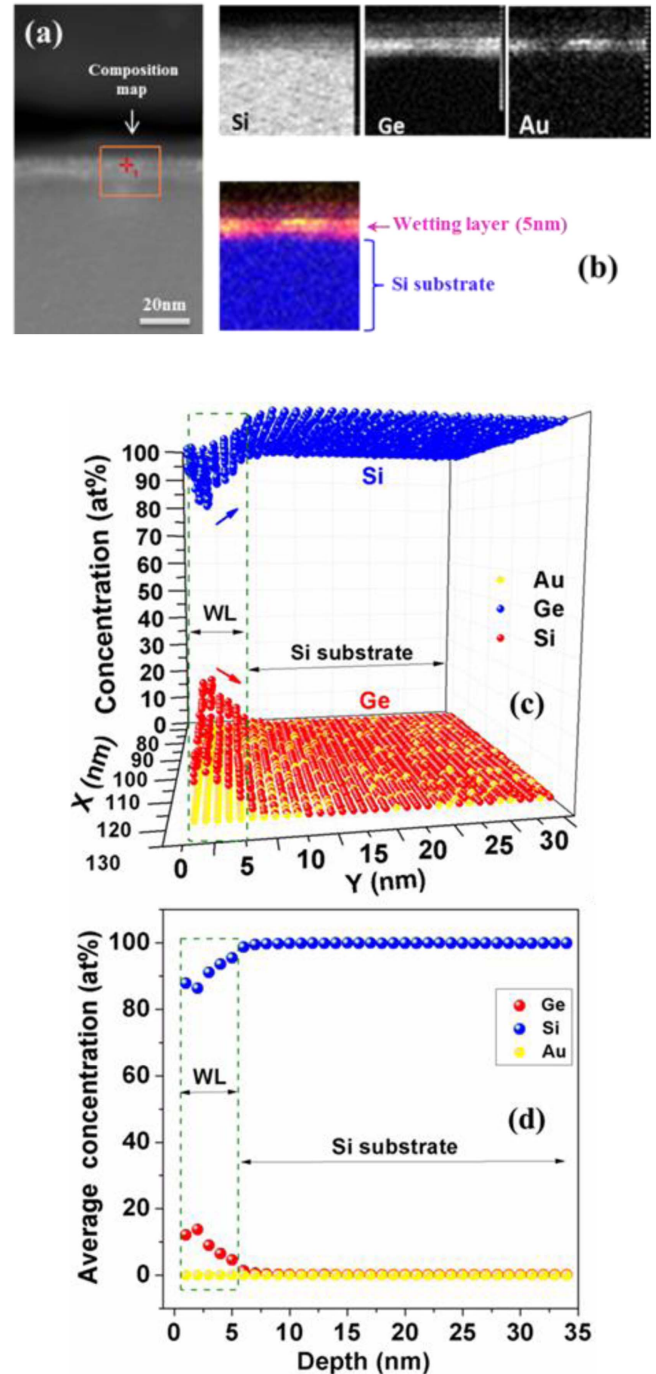 (a)
Composition
map
1
20nm
Si
Ge
Au
Wetting layer (5nm)
Si substrate
(b)
Concentration (at%)
100
90
80
70
60
50
40
30
20
10
0
Si
WL
Si substrate
Au
Ge
Si
Ge
(c)
X (nm)
80
90
100
110
120
130
0
5
10
15
20
25
30
Y (nm)
Average concentration (at%)
100
80
60
40
20
0
Ge
Si
Au
WL
(d)
Si substrate
0
5
10
15
20
25
30
35
Depth (nm)